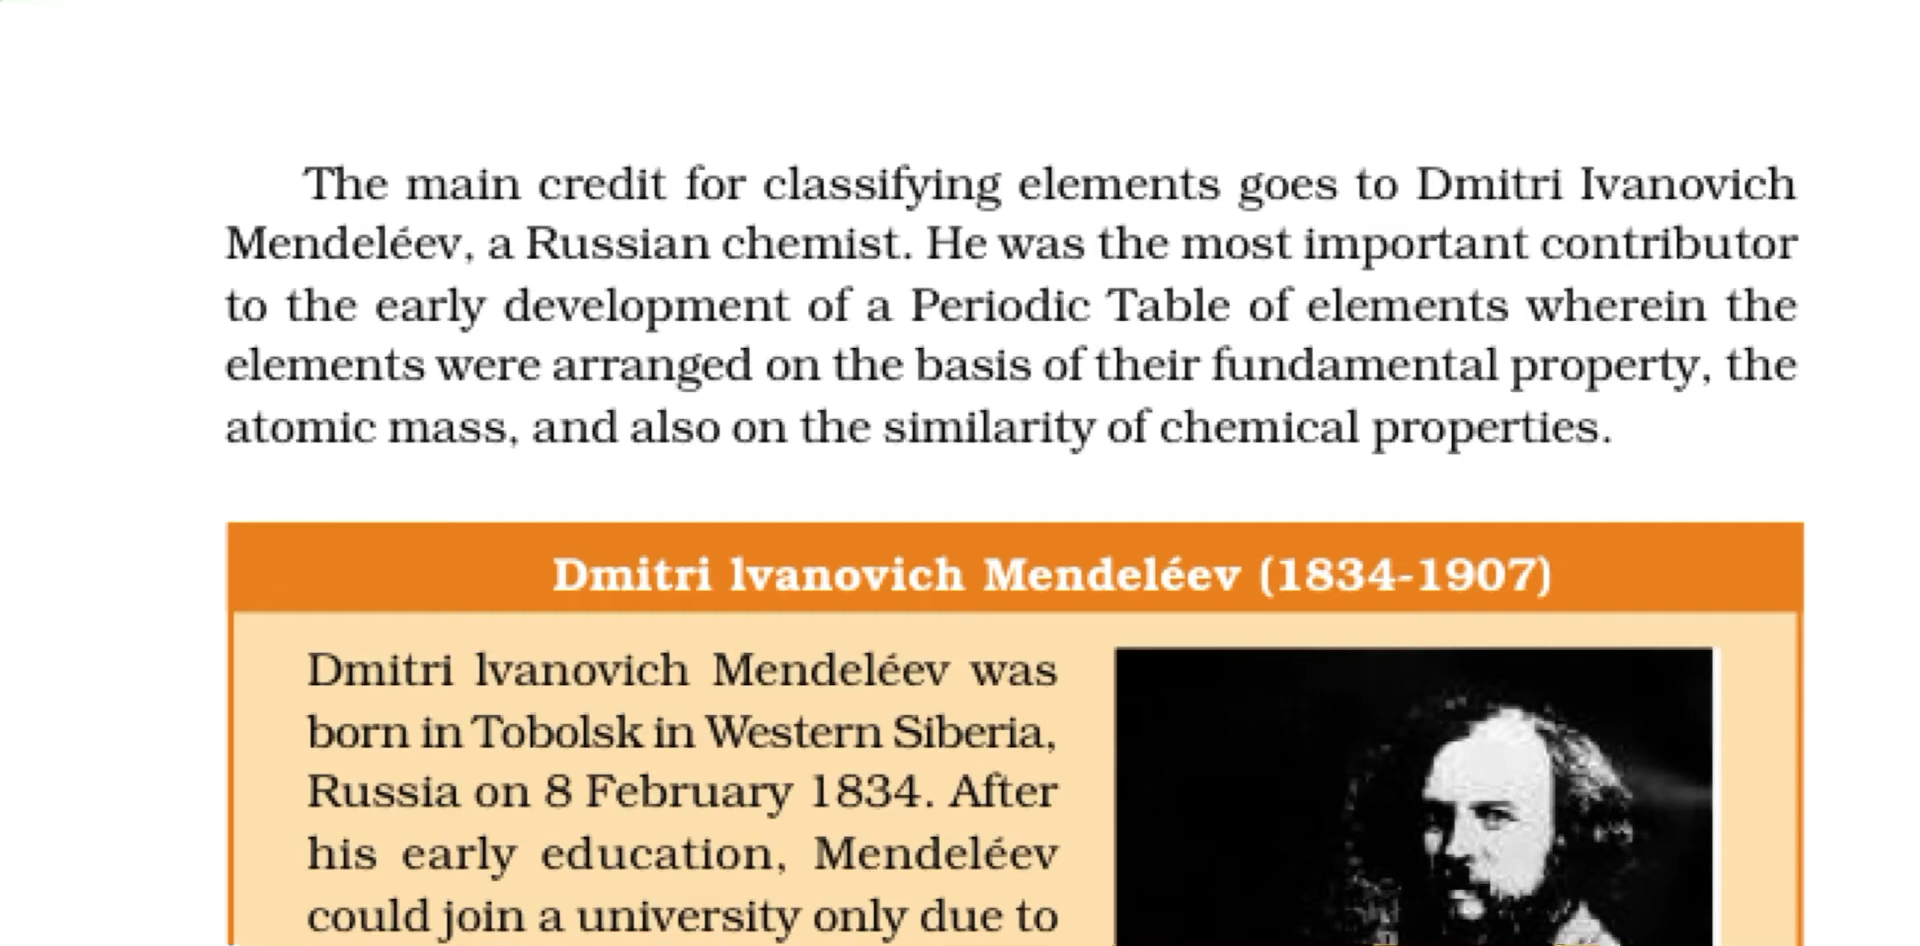 The main credit for classifying elements goes to Dmitri Ivanovich
Mendeléev, a Russian chemist. He was the most important contributor
to the early development of a Periodic Table of elements wherein the
elements were arranged on the basis of their fundamental property, the
atomic mass, and also on the similarity of chemical properties.
Dmitri lvanovich Mendeléev (1834-1907)
Dmitri lvanovich Mendeléev was
born in Tobolsk in Western Siberia,
Russia on 8 February 1834. After
his early education, Mendeléev
could join a university only due to